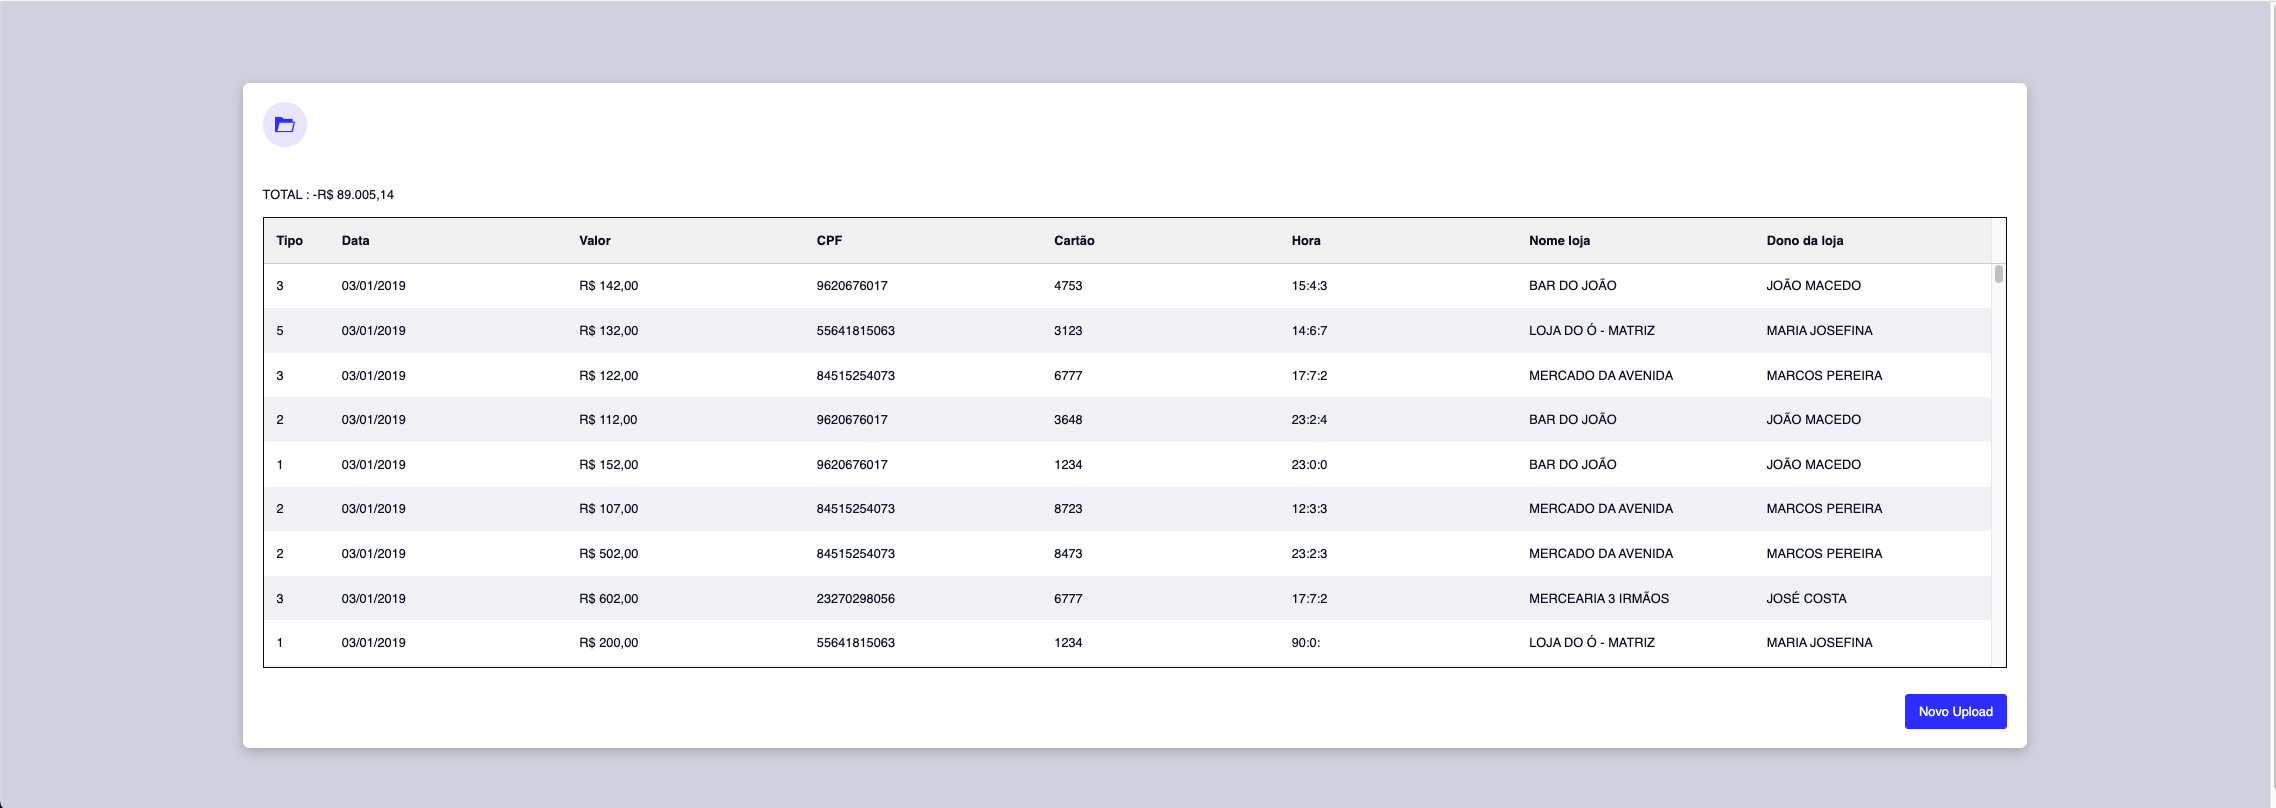 TOTAL : -R$ 89.005,14
Tipo Data Valor CPF Cartão Hora Nome loja Dono da loja
3 03/01/2019 R$ 142,00 9620676017 4753 15:4:3 BAR DO JOÃO JOÃO MACEDO
5 03/01/2019 R$ 132,00 55641815063 3123 14:6:7 LOJA DO Ó - MATRIZ MARIA JOSEFINA
3 03/01/2019 R$ 122,00 84515254073 6777 17:7:2 MERCADO DA AVENIDA MARCOS PEREIRA
2 03/01/2019 R$ 112,00 9620676017 3648 23:2:4 BAR DO JOÃO JOÃO MACEDO
1 03/01/2019 R$ 152,00 9620676017 1234 23:0:0 BAR DO JOÃO JOÃO MACEDO
2 03/01/2019 R$ 107,00 84515254073 8723 12:3:3 MERCADO DA AVENIDA MARCOS PEREIRA
2 03/01/2019 R$ 502,00 84515254073 8473 23:2:3 MERCADO DA AVENIDA MARCOS PEREIRA
3 03/01/2019 R$ 602,00 23270298056 6777 17:7:2 MERCEARIA 3 IRMÃOS JOSÉ COSTA
1 03/01/2019 R$ 200,00 55641815063 1234 90:0: LOJA DO Ó - MATRIZ MARIA JOSEFINA
Novo Upload